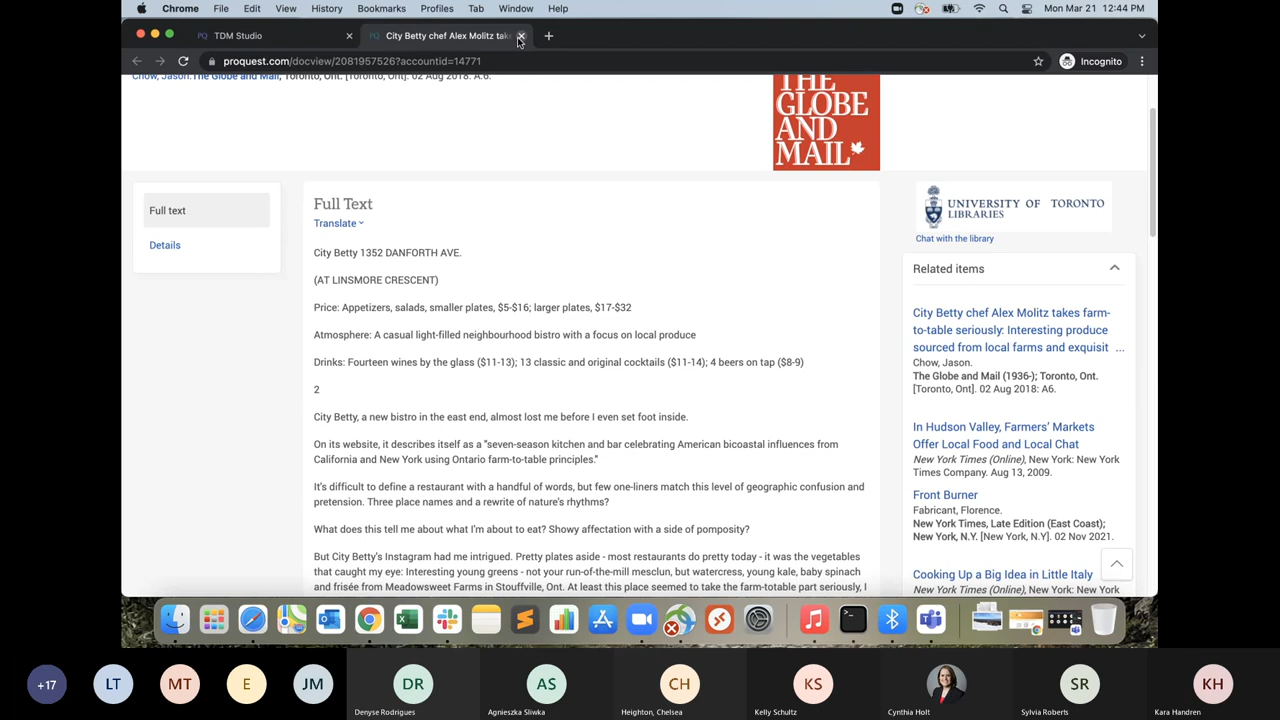 Chrome File Edit View History Bookmarks Profiles Tab Window Help Mon Mar 21 12:44 PM
PQ TDM Studio
PQ City Betty chef Alex Molitz take
proquest.com/docview/2081957526?accountid=14771
Incognito
Chow, Jason. The Globe and Mail; Toronto, Ont. [Toronto, Ont]. 02 Aug 2018: A.6.
THE
GLOBE
AND
MAIL
Full text
Details
Full Text
Translate
City Betty 1352 DANFORTH AVE.
(AT LINSMORE CRESCENT)
Price: Appetizers, salads, smaller plates, $5-$16; larger plates, $17-$32
Atmosphere: A casual light-filled neighbourhood bistro with a focus on local produce
Drinks: Fourteen wines by the glass ($11-13); 13 classic and original cocktails ($11-14); 4 beers on tap ($8-9)
2
City Betty, a new bistro in the east end, almost lost me before I even set foot inside.
On its website, it describes itself as a "seven-season kitchen and bar celebrating American bicoastal influences from
California and New York using Ontario farm-to-table principles."
It's difficult to define a restaurant with a handful of words, but few one-liners match this level of geographic confusion and
pretension. Three place names and a rewrite of nature's rhythms?
What does this tell me about what I'm about to eat? Showy affectation with a side of pomposity?
But City Betty's Instagram had me intrigued. Pretty plates aside - most restaurants do pretty today - it was the vegetables
that caught my eye: Interesting young greens - not your run-of-the-mill mesclun, but watercress, young kale, baby spinach
and frisée from Meadowsweet Farms in Stouffville, Ont. At least this place seemed to take the farm-totable part seriously, I
UNIVERSITY OF TORONTO
LIBRARIES
Chat with the library
Related items
City Betty chef Alex Molitz takes farm-
to-table seriously: Interesting produce
sourced from local farms and exquisit ...
Chow, Jason.
The Globe and Mail (1936-); Toronto, Ont.
[Toronto, Ont]. 02 Aug 2018: A6.
In Hudson Valley, Farmers' Markets
Offer Local Food and Local Chat
New York Times (Online), New York: New York
Times Company. Aug 13, 2009.
Front Burner
Fabricant, Florence.
New York Times, Late Edition (East Coast);
New York, N.Y. [New York, N.Y]. 02 Nov 2021.
Cooking Up a Big Idea in Little Italy
New York Times (Online), New York: New York
+17 LT MT E JM DR AS CH KS SR KH
Denyse Rodrigues Agnieszka Sliwka Heighton, Chelsea Kelly Schultz Cynthia Holt Sylvia Roberts Kara Handren